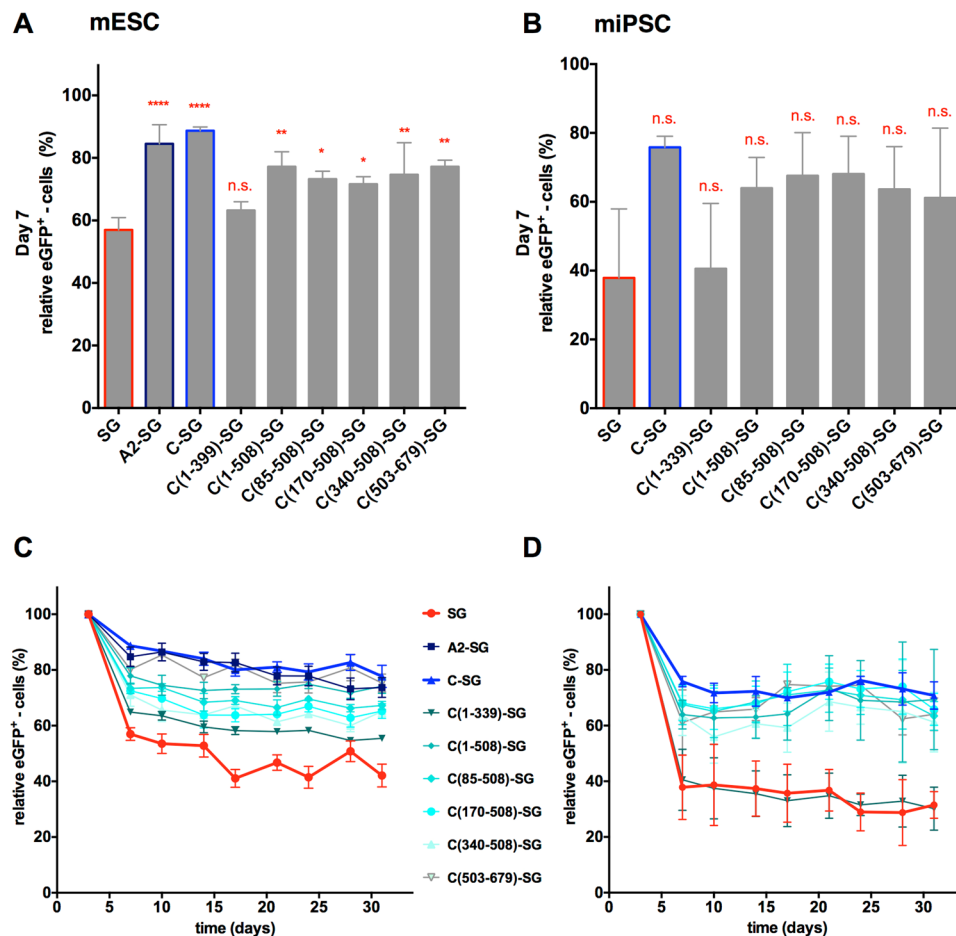 A mESC
Day 7
relative eGFP⁺ - cells (%)
100
80
60
40
20
0
****
****
n.s.
**
*
*
**
**
SG
A2-SG
C-SG
C(1-399)-SG
C(1-508)-SG
C(85-508)-SG
C(170-508)-SG
C(340-508)-SG
C(503-679)-SG
B miPSC
Day 7
relative eGFP⁺ - cells (%)
100
80
60
40
20
0
n.s.
n.s.
n.s.
n.s.
n.s.
n.s.
n.s.
SG
C-SG
C(1-339)-SG
C(1-508)-SG
C(85-508)-SG
C(170-508)-SG
C(340-508)-SG
C(503-679)-SG
C
relative eGFP⁺ - cells (%)
100
80
60
40
20
0
0 5 10 15 20 25 30
time (days)
SG
A2-SG
C-SG
C(1-339)-SG
C(1-508)-SG
C(85-508)-SG
C(170-508)-SG
C(340-508)-SG
C(503-679)-SG
D
relative eGFP⁺ - cells (%)
100
80
60
40
20
0
0 5 10 15 20 25 30
time (days)